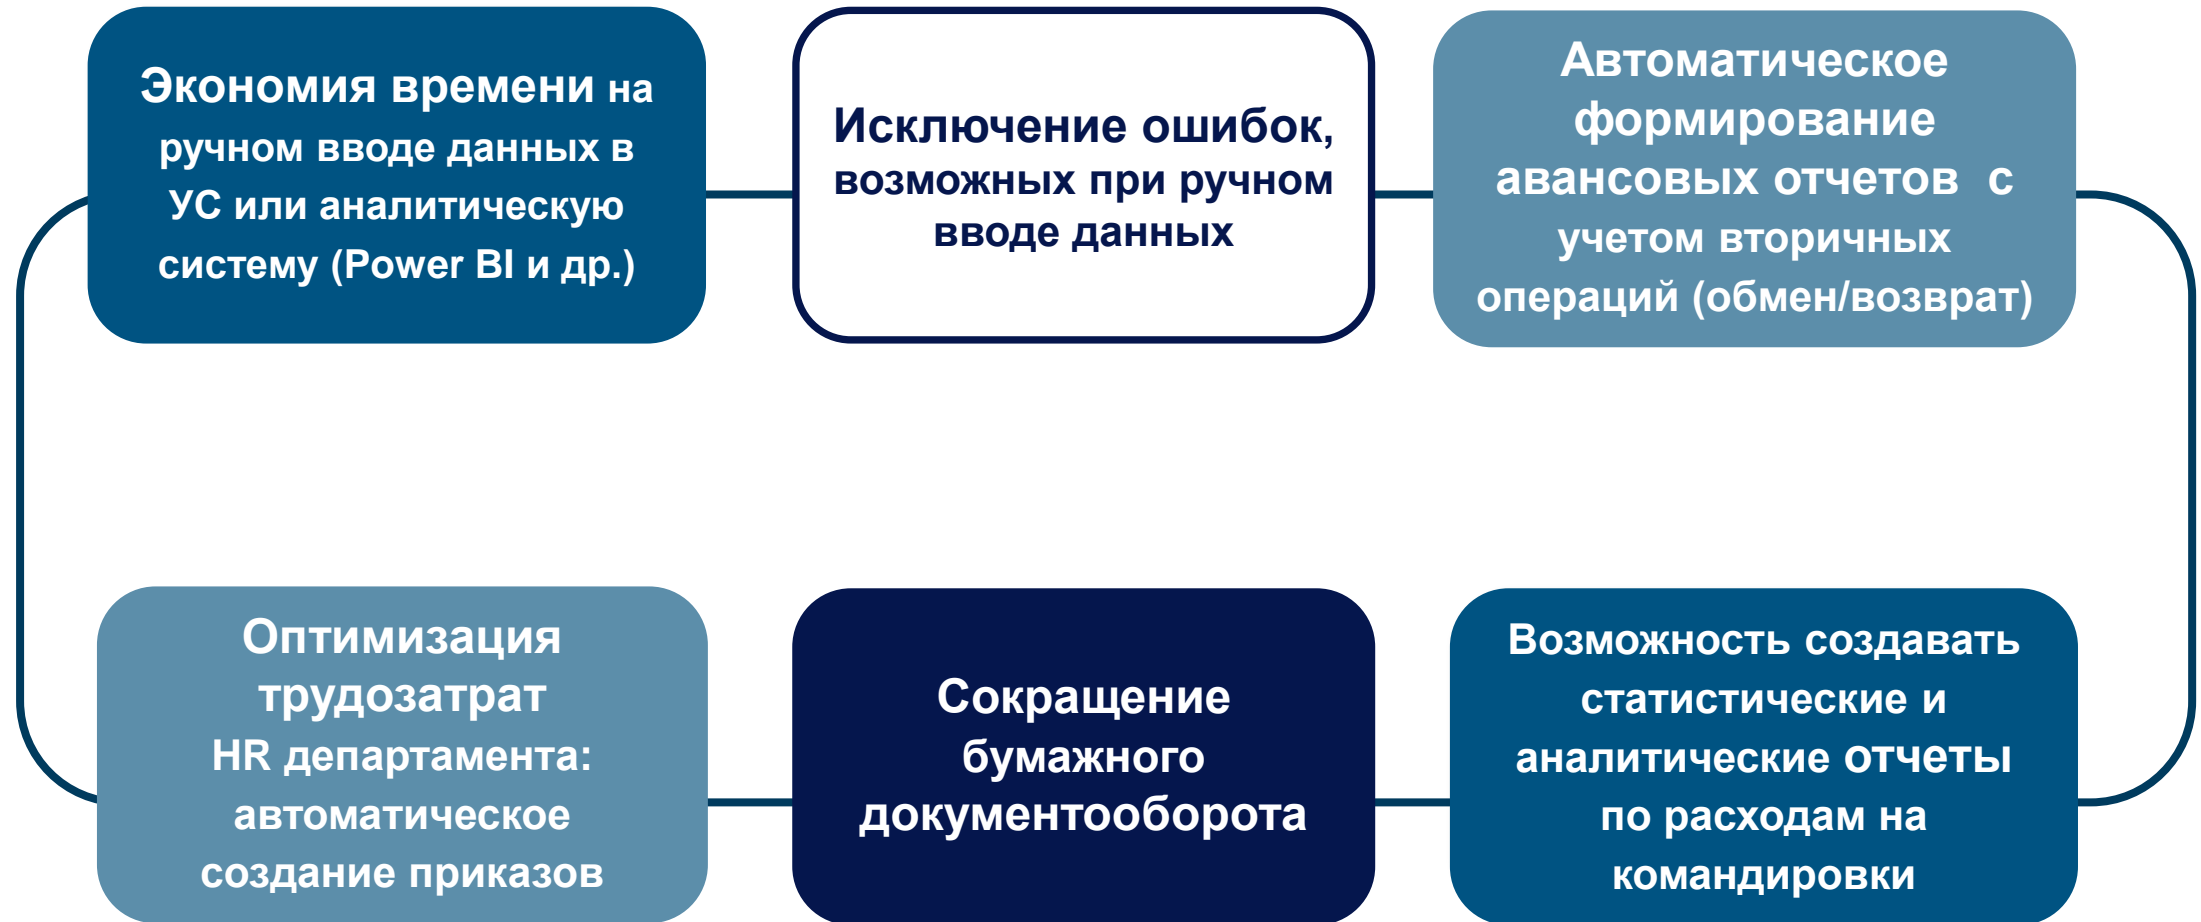 Экономия времени на
ручном вводе данных в
УС или аналитическую
систему (Power BI и др.)
Исключение ошибок,
возможных при ручном
вводе данных
Автоматическое
формирование
авансовых отчетов с
учетом вторичных
операций (обмен/возврат)
Оптимизация
трудозатрат
HR департамента:
автоматическое
создание приказов
Сокращение
бумажного
документооборота
Возможность создавать
статистические и
аналитические отчеты
по расходам на
командировки